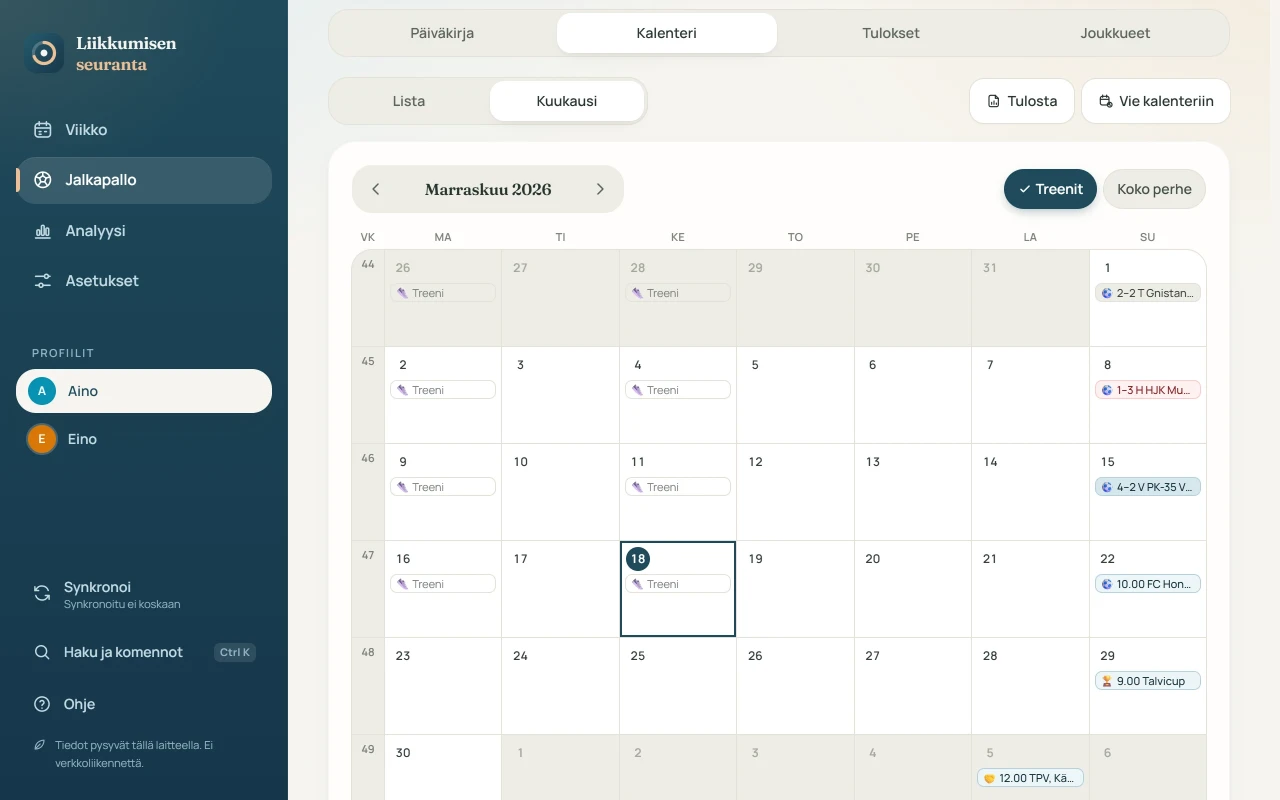 Liikkumisen
seuranta
Viikko
Jalkapallo
Analyysi
Asetukset
PROFIILIT
A Aino
E Eino
Synkronoi
Synkronoitu ei koskaan
Haku ja komennot Ctrl K
Ohje
Tiedot pysyvät tällä laitteella. Ei
verkkoliikennettä.
Päiväkirja Kalenteri Tulokset Joukkueet
Lista Kuukausi Tulosta Vie kalenteriin
Marraskuu 2026 Treenit Koko perhe
VK MA TI KE TO PE LA SU
44 26 27 28 29 30 31 1
Treeni Treeni 2–2 T Gnistan…
45 2 3 4 5 6 7 8
Treeni Treeni 1–3 H HJK Mu…
46 9 10 11 12 13 14 15
Treeni Treeni 4–2 V PK-35 V…
47 16 17 18 19 20 21 22
Treeni Treeni 10.00 FC Hon…
48 23 24 25 26 27 28 29
9.00 Talvicup
49 30 1 2 3 4 5 6
12.00 TPV, Kä…